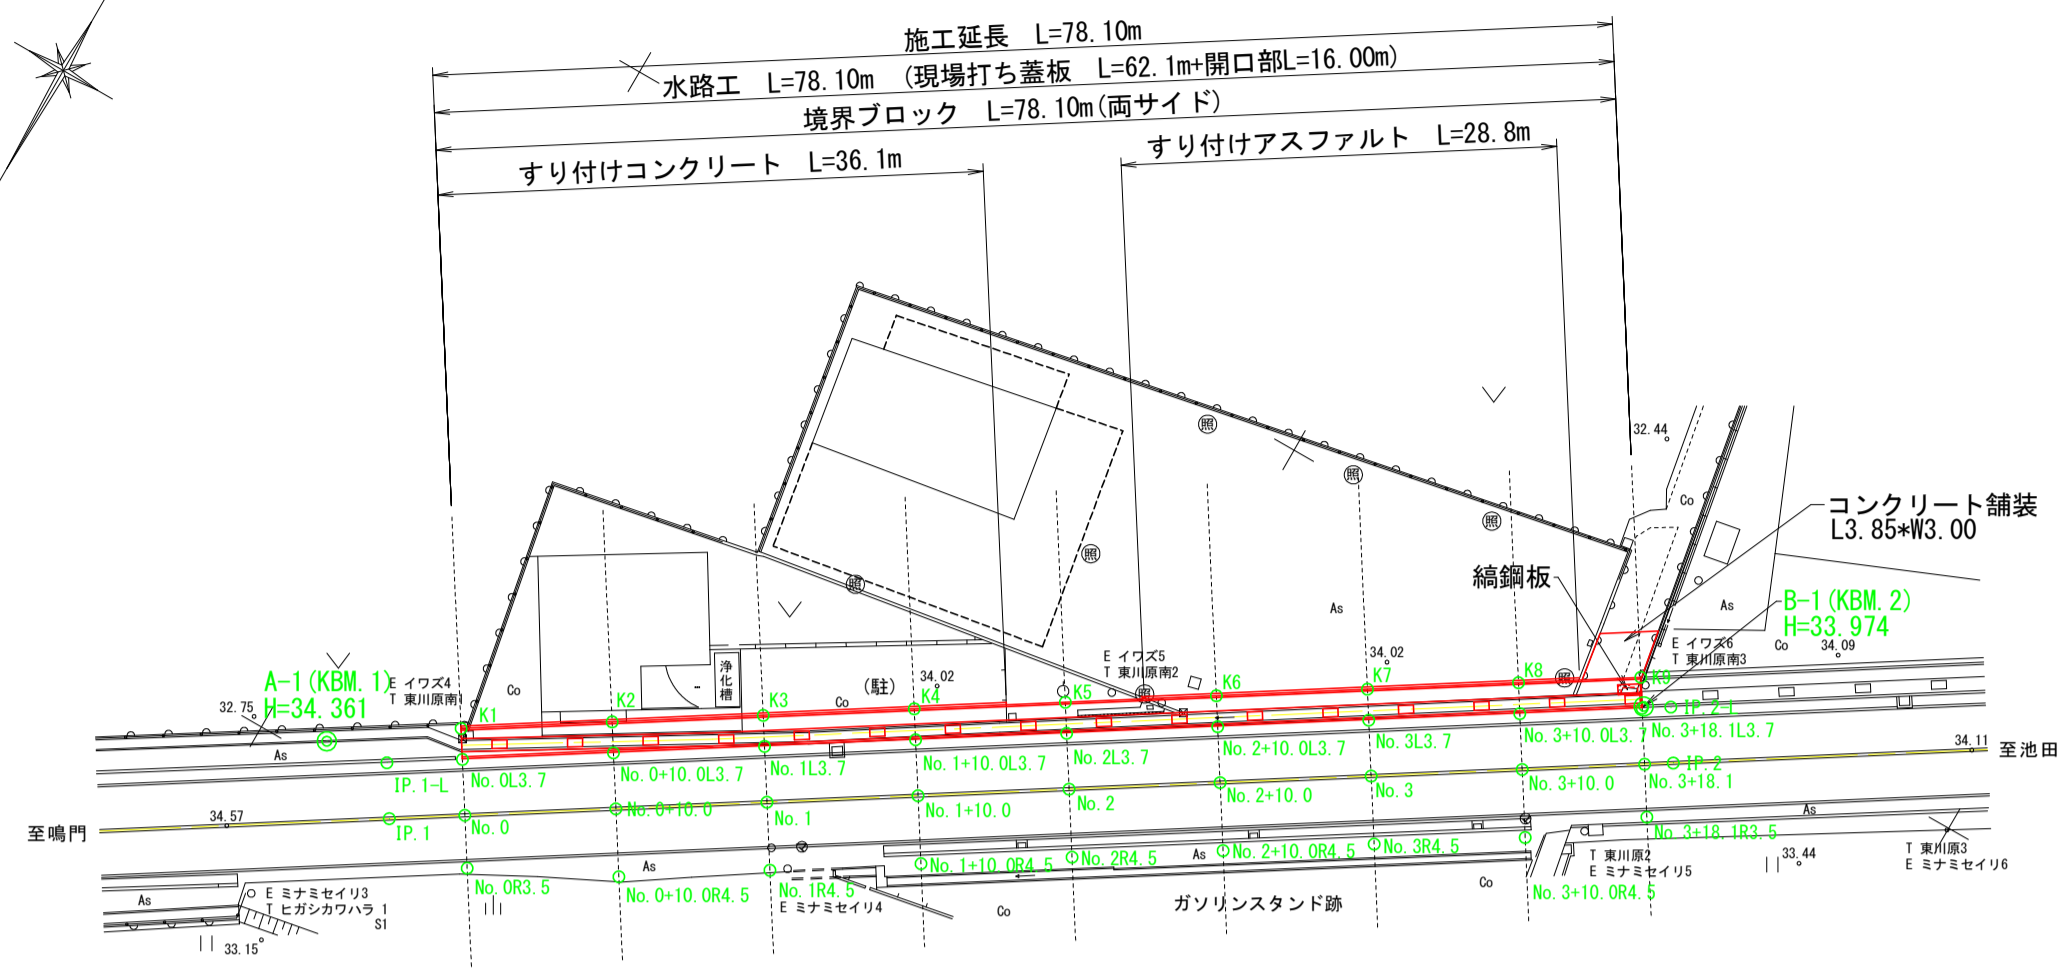 施工延長 L=78.10m
水路工 L=78.10m (現場打ち蓋板 L=62.1m+開口部L=16.00m)
境界ブロック L=78.10m(両サイド)
すり付けコンクリート L=36.1m
すり付けアスファルト L=28.8m
照
照
照
照
照
照
照
32.44
Co
コンクリート舗装
L3.85*W3.00
縞鋼板
As
As
B-1(KBM.2)
H=33.974
E イワズ6
T 東川原南3
Co
34.09
E イワズ5
T 東川原南2
34.02
34.02
浄化槽
(駐)
Co
Co
A-1(KBM.1)
H=34.361
E イワズ4
T 東川原南1
32.75
As
K1
K2
K3
K4
K5
K6
K7
K8
K9
IP.1-L
No.0L3.7
No.0+10.0L3.7
No.1L3.7
No.1+10.0L3.7
No.2L3.7
No.2+10.0L3.7
No.3L3.7
No.3+10.0L3.7
No.3+18.1L3.7
IP.2-L
至鳴門
34.57
IP.1
No.0
No.0+10.0
No.1
No.1+10.0
No.2
No.2+10.0
No.3
No.3+10.0
No.3+18.1
IP.2
34.11
至池田
As
No.0R3.5
No.0+10.0R4.5
No.1R4.5
No.1+10.0R4.5
No.2R4.5
No.2+10.0R4.5
No.3R4.5
No.3+10.0R4.5
No.3+18.1R3.5
As
As
As
E ミナミセイリ3
T ヒガシカワハラ 1
S1
33.15
E ミナミセイリ4
Co
ガソリンスタンド跡
Co
T 東川原2
E ミナミセイリ5
33.44
T 東川原3
E ミナミセイリ6